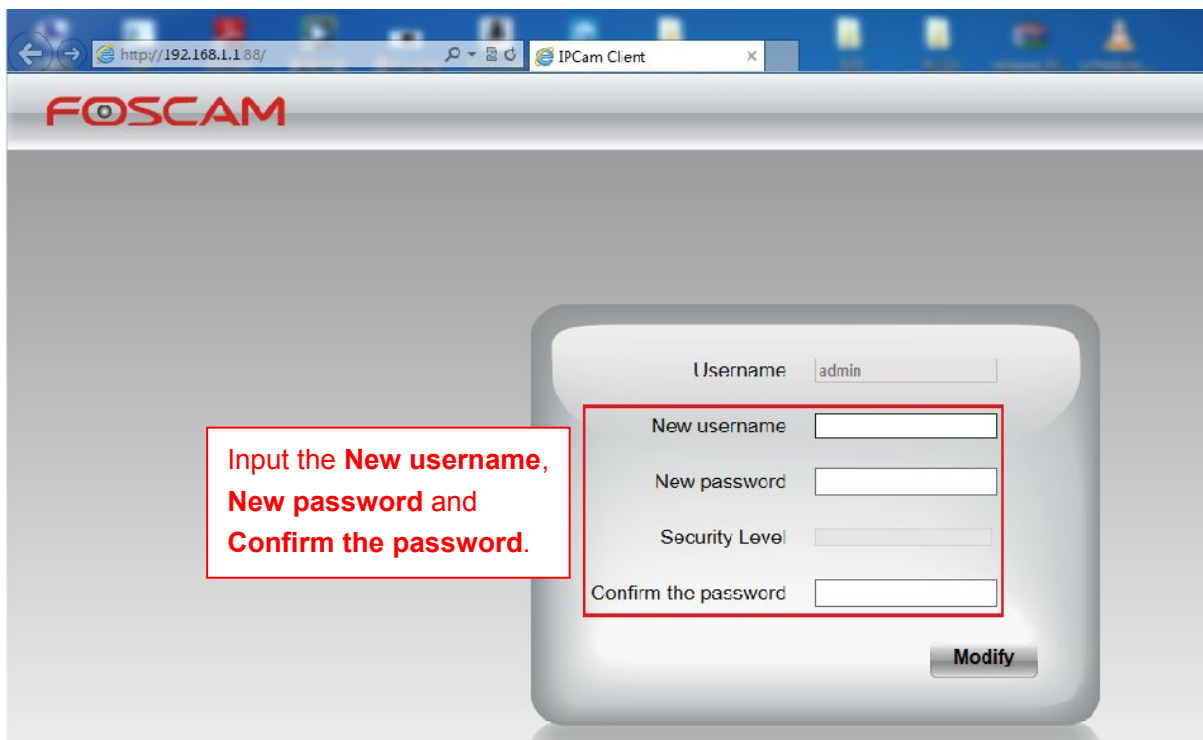 http://192.168.1.188/
IPCam Client
FOSCAM
Username
admin
New username
New password
Security Level
Confirm the password
Modify
Input the New username,
New password and
Confirm the password.